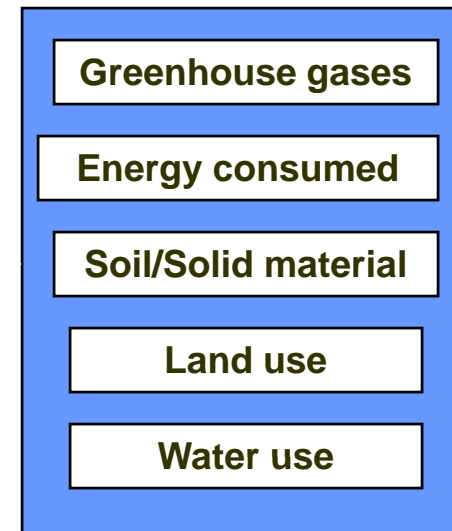 Greenhouse gases
Energy consumed
Soil/Solid material
Land use
Water use